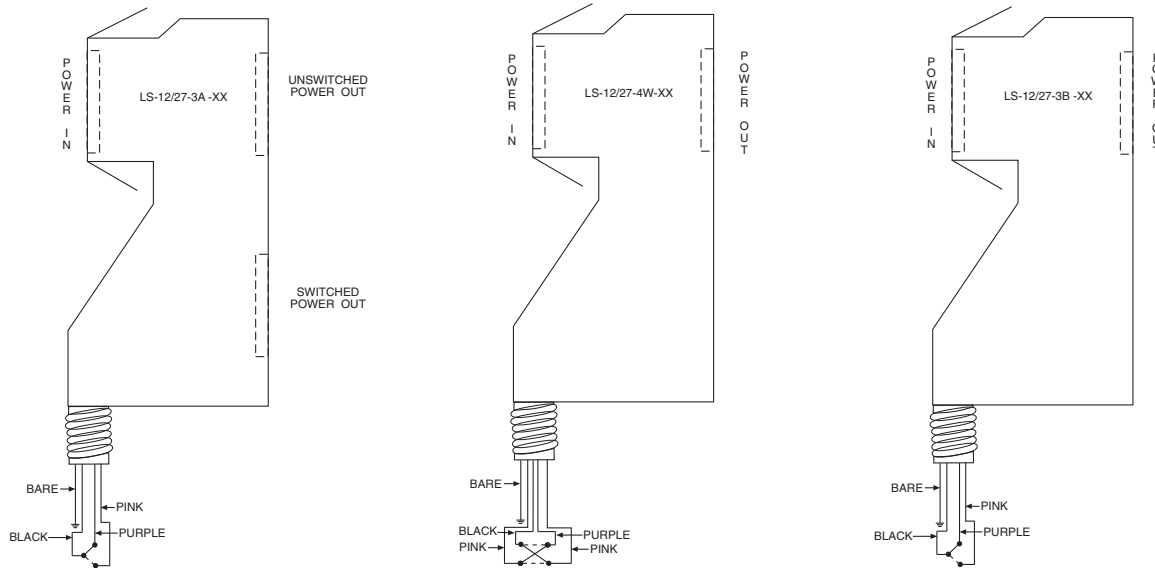 POWER IN
LS-12/27-3A -XX
UNSWITCHED
POWER OUT
SWITCHED
POWER OUT
BARE
PINK
BLACK
PURPLE
POWER IN
LS-12/27-4W-XX
POWER OUT
BARE
BLACK
PURPLE
PINK
PINK
POWER IN
LS-12/27-3B -XX
BARE
PINK
BLACK
PURPLE